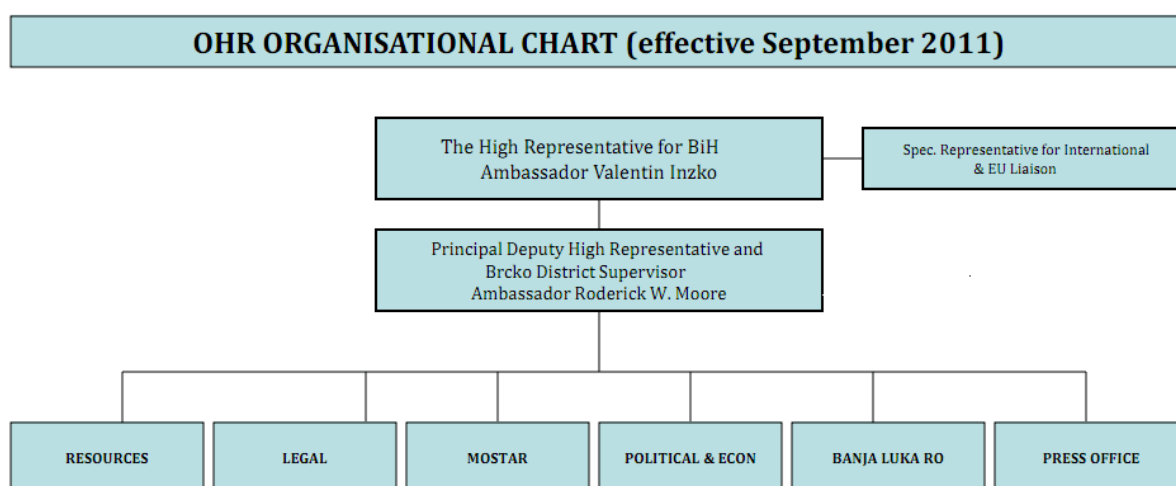 OHR ORGANISATIONAL CHART (effective September 2011)
The High Representative for BiH
Ambassador Valentin Inzko
Spec. Representative for International
& EU Liaison
Principal Deputy High Representative and
Brcko District Supervisor
Ambassador Roderick W. Moore
RESOURCES
LEGAL
MOSTAR
POLITICAL & ECON
BANJA LUKA RO
PRESS OFFICE